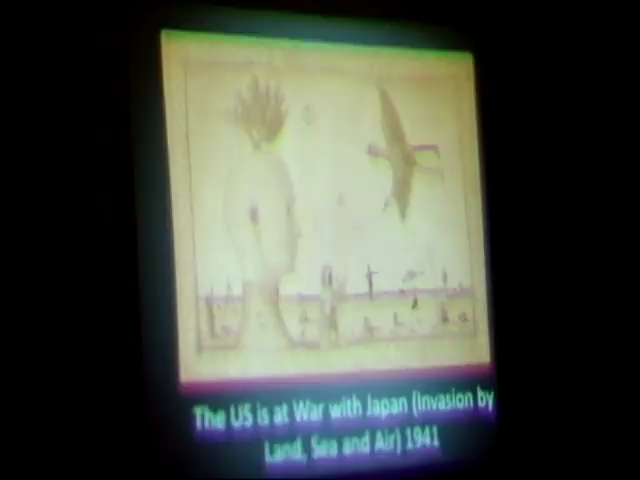 The US is at War with Japan (Invasion by
Land, Sea and Air) 1941